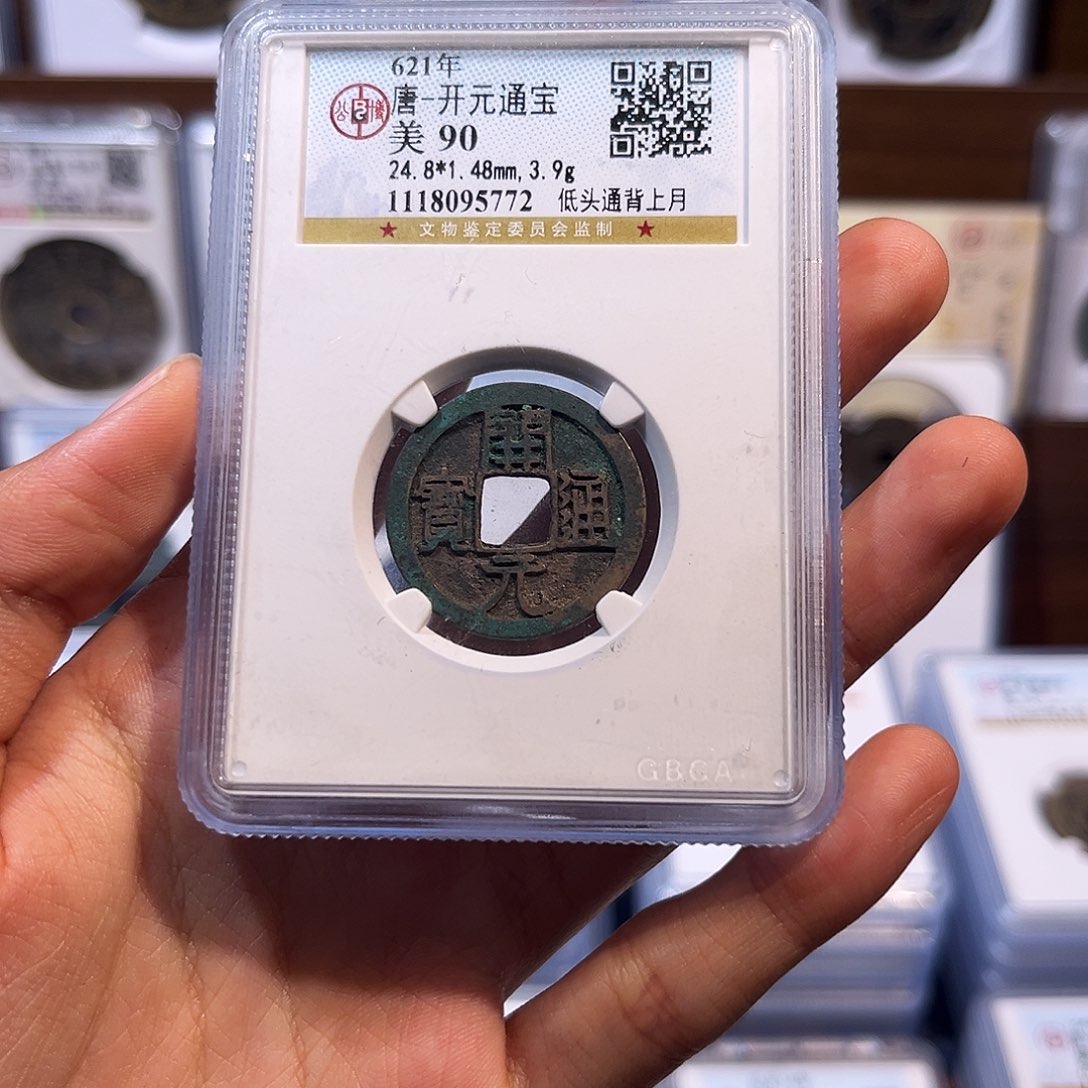 621年
唐-开元通宝
美 90
24.8*1.48mm,3.9g
1118095772 低头通背上月
★ 文物鉴定委员会监制 ★
公博
開
通
寶
元
GBCA